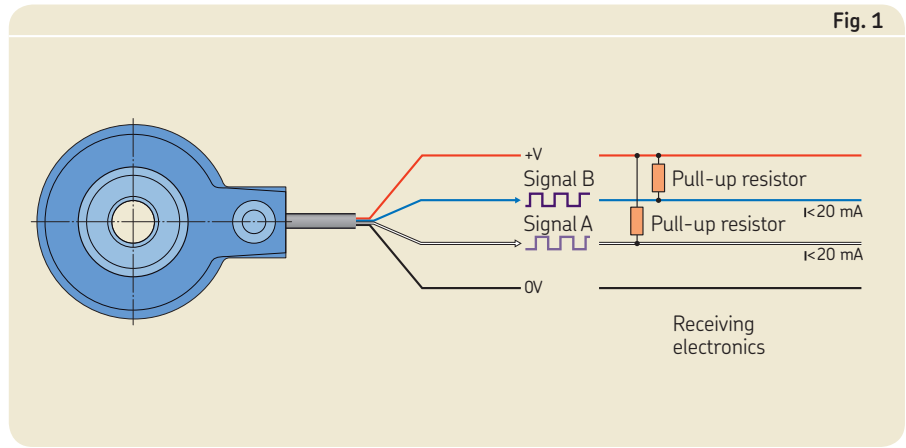 Fig. 1
+V
Signal B
Pull-up resistor
I<20 mA
Signal A
Pull-up resistor
I<20 mA
0V
Receiving
electronics